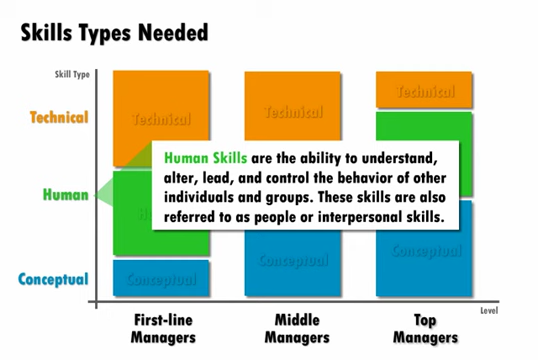 Skills Types Needed
Skill Type
Technical
Technical
Technical
Technical
Human Skills are the ability to understand,
alter, lead, and control the behavior of other
individuals and groups. These skills are also
referred to as people or interpersonal skills.
Human
H
Conceptual
Conceptual
Conceptual
Conceptual
Level
First-line
Managers
Middle
Managers
Top
Managers